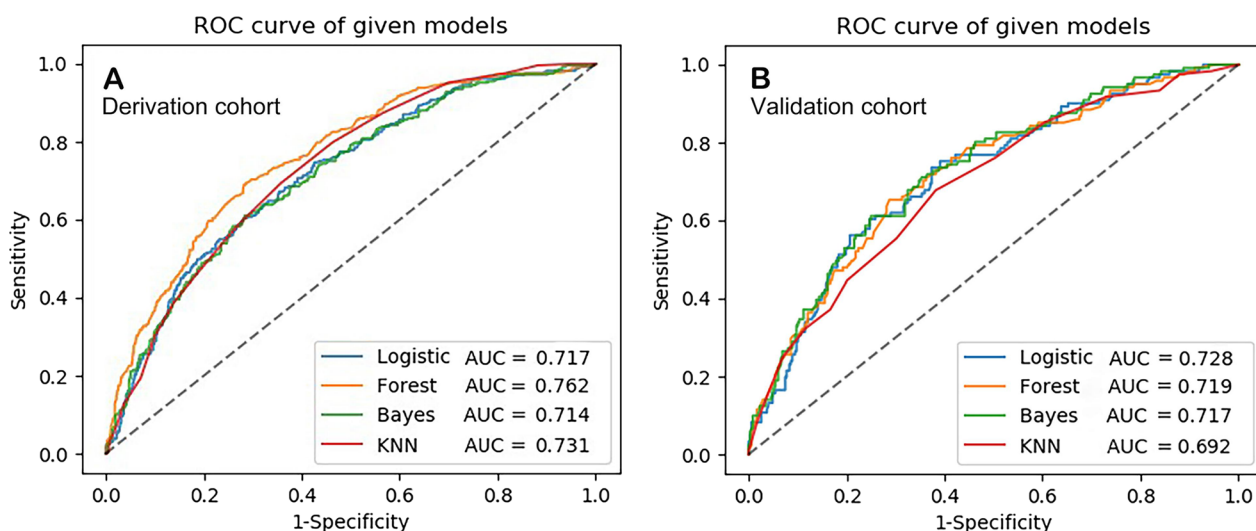 ROC curve of given models
A
Derivation cohort
Sensitivity
1.0
0.8
0.6
0.4
0.2
0.0
0.0 0.2 0.4 0.6 0.8 1.0
1-Specificity
Logistic AUC = 0.717
Forest AUC = 0.762
Bayes AUC = 0.714
KNN AUC = 0.731
ROC curve of given models
B
Validation cohort
Sensitivity
1.0
0.8
0.6
0.4
0.2
0.0
0.0 0.2 0.4 0.6 0.8 1.0
1-Specificity
Logistic AUC = 0.728
Forest AUC = 0.719
Bayes AUC = 0.717
KNN AUC = 0.692